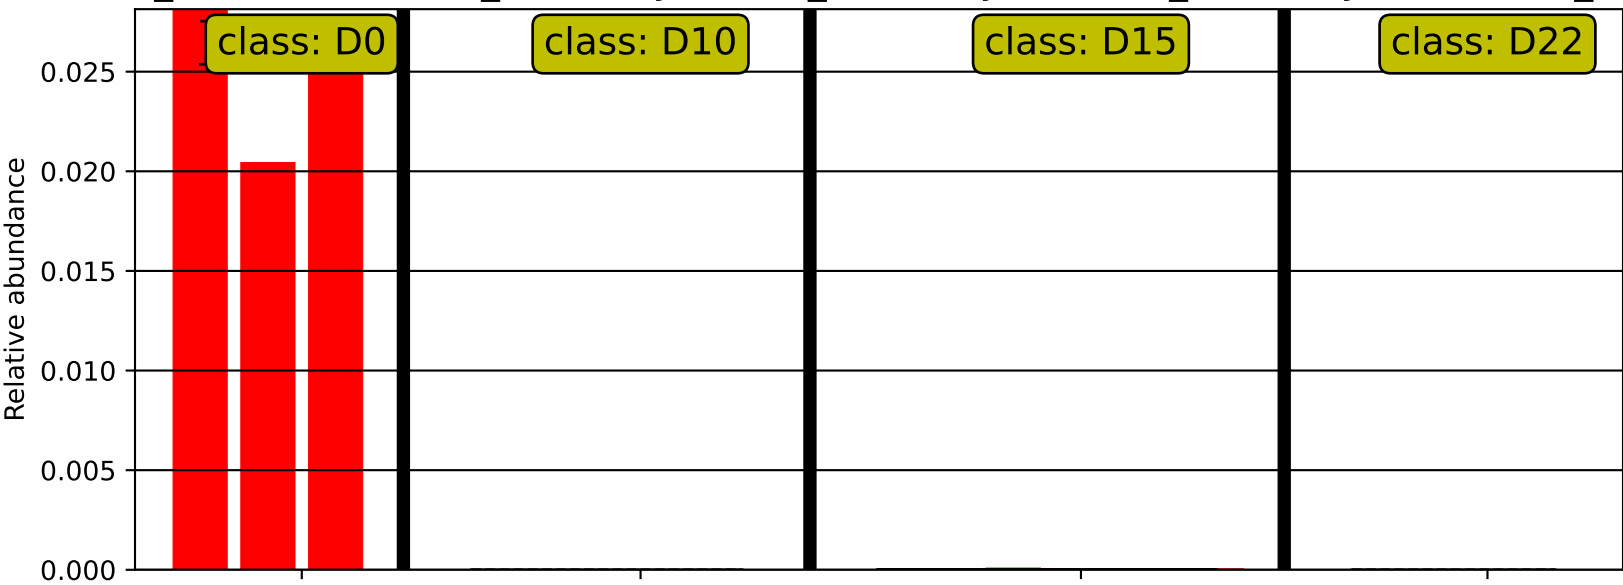 class: D0
class: D10
class: D15
class: D22
0.025
0.020
0.015
0.010
0.005
0.000
Relative abundance